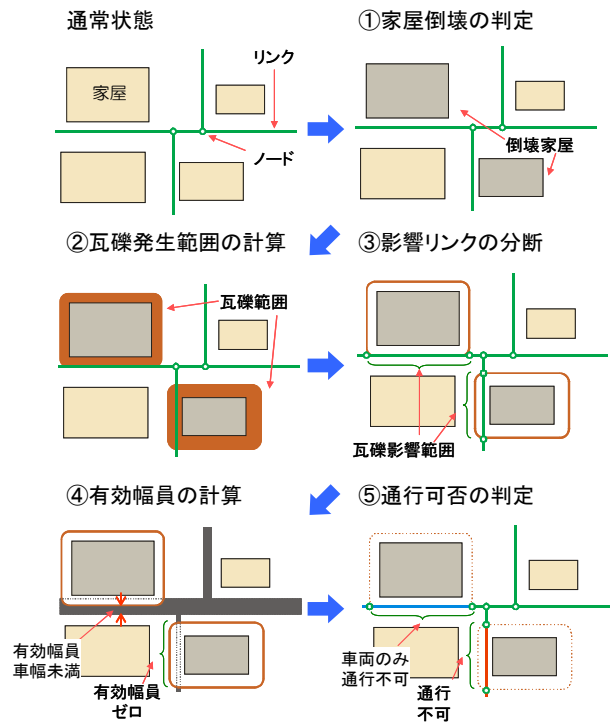 通常状態
①家屋倒壊の判定
リンク
家屋
ノード
倒壊家屋
②瓦礫発生範囲の計算
③影響リンクの分断
瓦礫範囲
瓦礫影響範囲
④有効幅員の計算
⑤通行可否の判定
有効幅員
車幅未満
有効幅員
ゼロ
車両のみ
通行不可
通行
不可